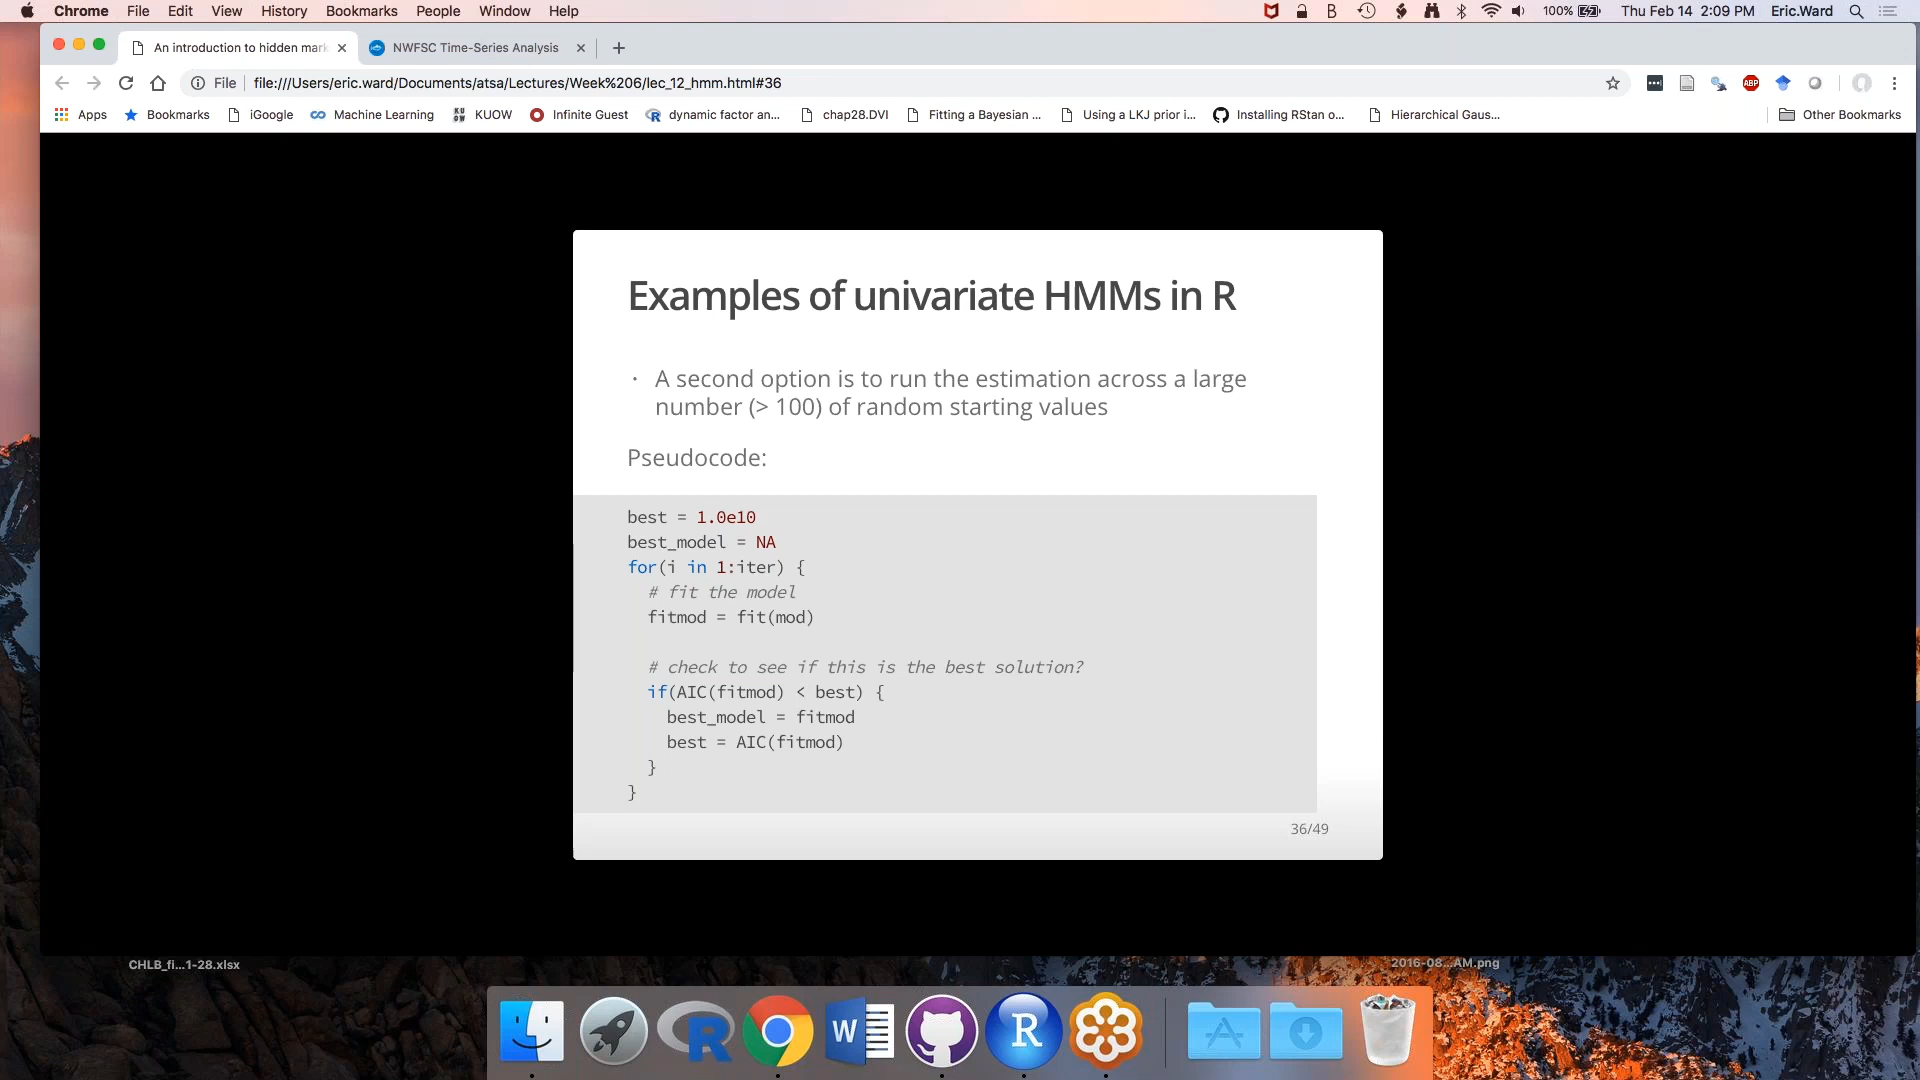 Chrome File Edit View History Bookmarks People Window Help 100% Thu Feb 14 2:09 PM Eric.Ward
An introduction to hidden mark NWFSC Time-Series Analysis
File file:///Users/eric.ward/Documents/atsa/Lectures/Week%206/lec_12_hmm.html#36 ABP
Apps Bookmarks iGoogle Machine Learning KUOW KUOW Infinite Guest dynamic factor an... chap28.DVI Fitting a Bayesian ... Using a LKJ prior i... Installing RStan o... Hierarchical Gaus... Other Bookmarks
Examples of univariate HMMs in R
· A second option is to run the estimation across a large
number (> 100) of random starting values
Pseudocode:
best = 1.0e10
best_model = NA
for(i in 1:iter) {
# fit the model
fitmod = fit(mod)
# check to see if this is the best solution?
if(AIC(fitmod) < best) {
best_model = fitmod
best = AIC(fitmod)
}
}
36/49
CHLB_fi...1-28.xlsx 2016-08...AM.png
R W R